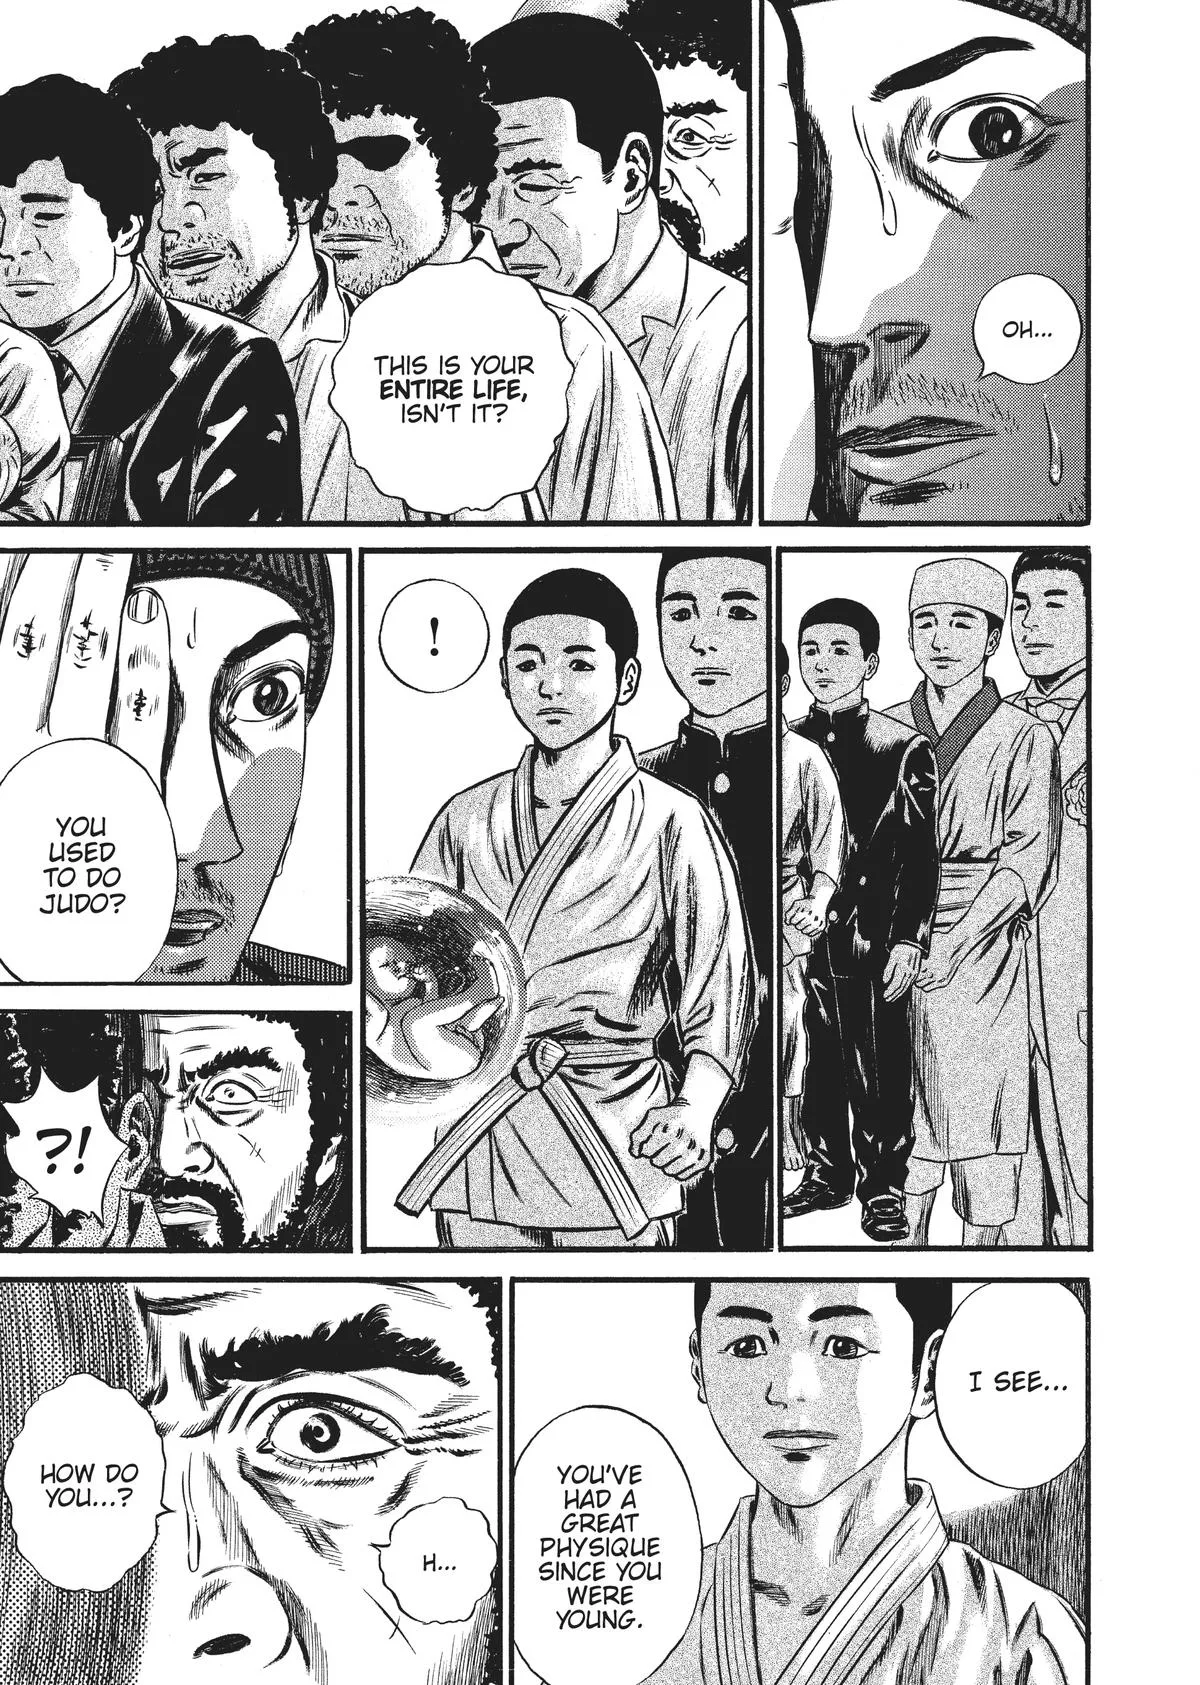 OH...
THIS IS YOUR
ENTIRE LIFE,
ISN'T IT?
!
YOU
USED
TO DO
JUDO?
?!
I SEE...
YOU'VE
HAD A
GREAT
PHYSIQUE
SINCE YOU
WERE
YOUNG.
H...
HOW DO
YOU...?